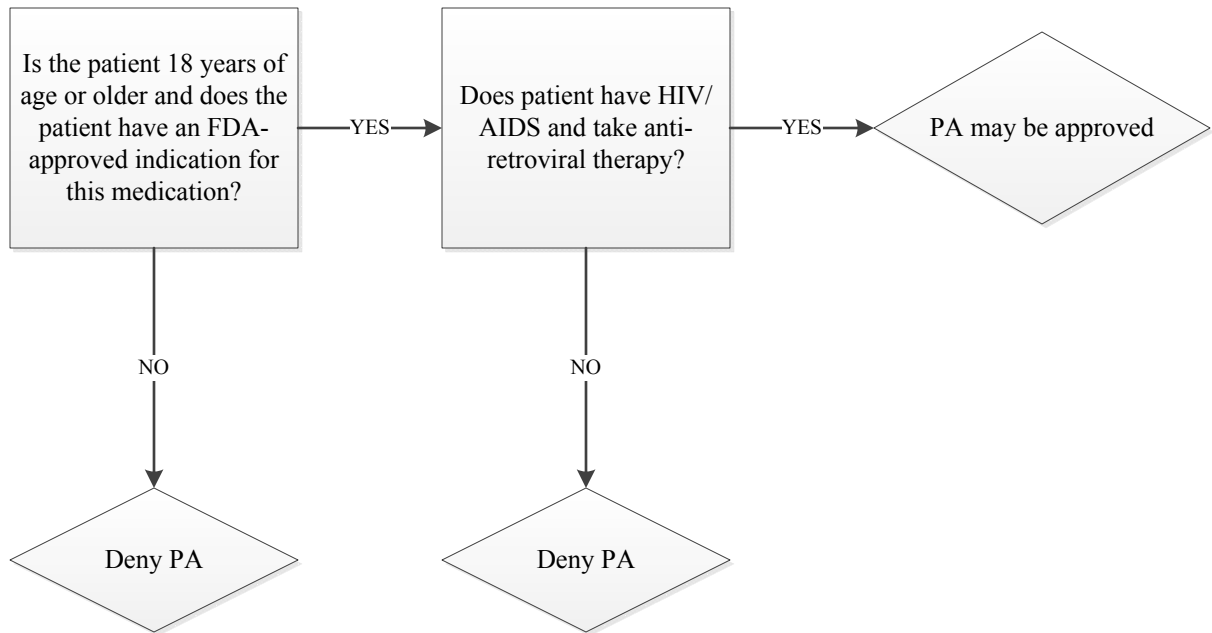 Is the patient 18 years of
age or older and does the
patient have an FDA-
approved indication for
this medication?
YES
Does patient have HIV/
AIDS and take anti-
retroviral therapy?
YES
PA may be approved
NO
NO
Deny PA
Deny PA